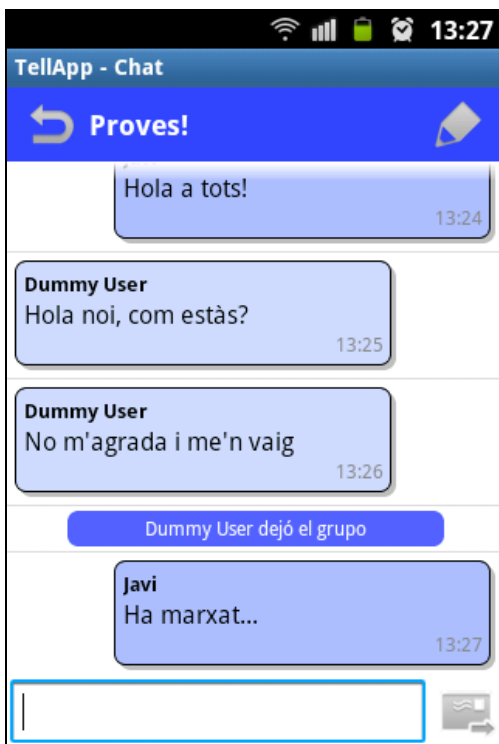 13:27
TellApp - Chat
Proves!
Hola a tots!
13:24
Dummy User
Hola noi, com estàs?
13:25
Dummy User
No m'agrada i me'n vaig
13:26
Dummy User dejó el grupo
Javi
Ha marxat...
13:27